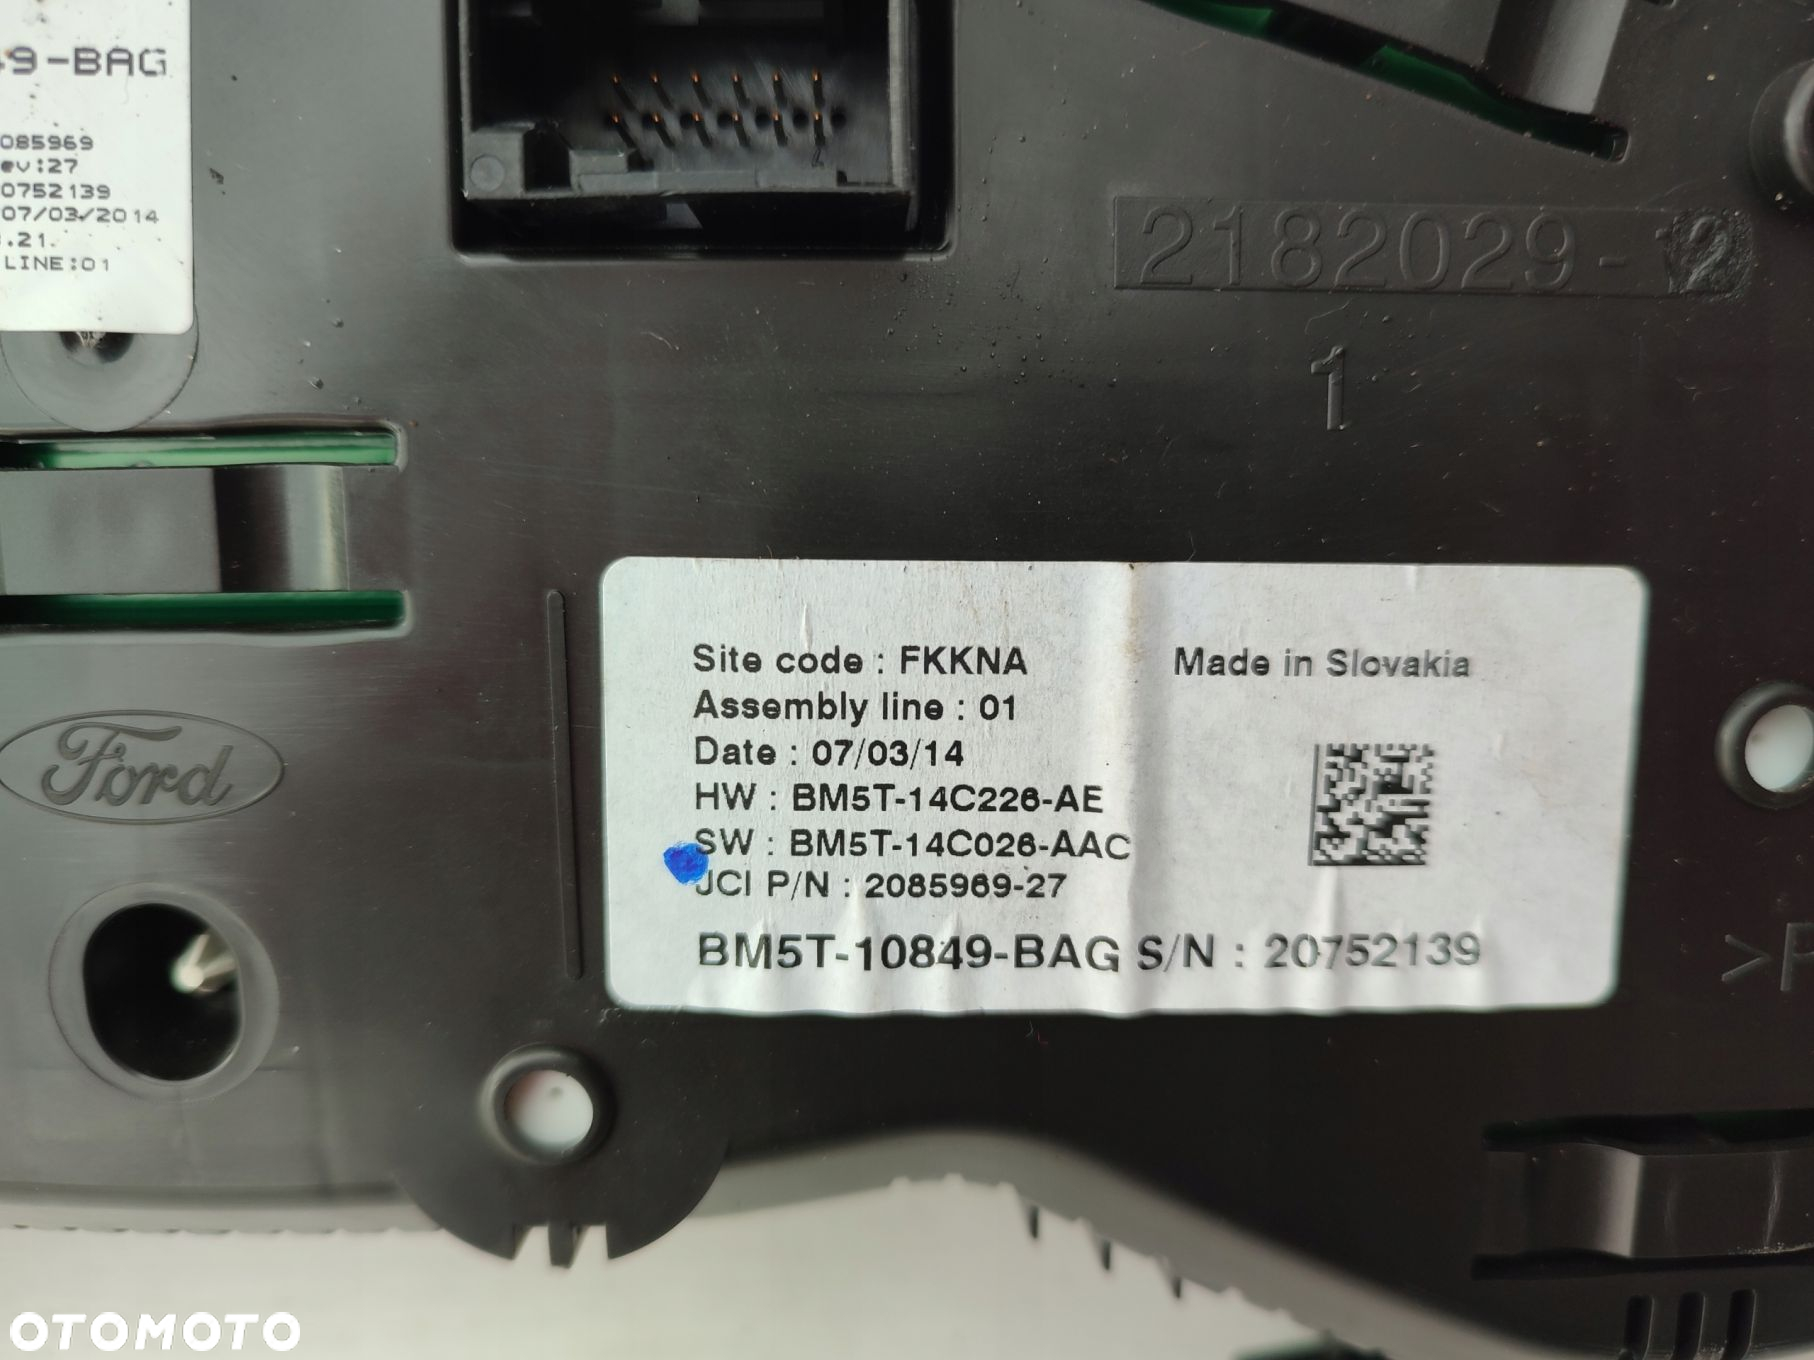 49-BAG
085969
ev:27
0752139
07/03/2014
.21.
LINE:01
2182029-
1
Site code : FKKNA
Made in Slovakia
Assembly line : 01
Date : 07/03/14
HW : BM5T-14C226-AE
SW : BM5T-14C026-AAC
JCI P/N : 2085969-27
BM5T-10849-BAG S/N : 20752139
Ford
>P
OTOMOTO